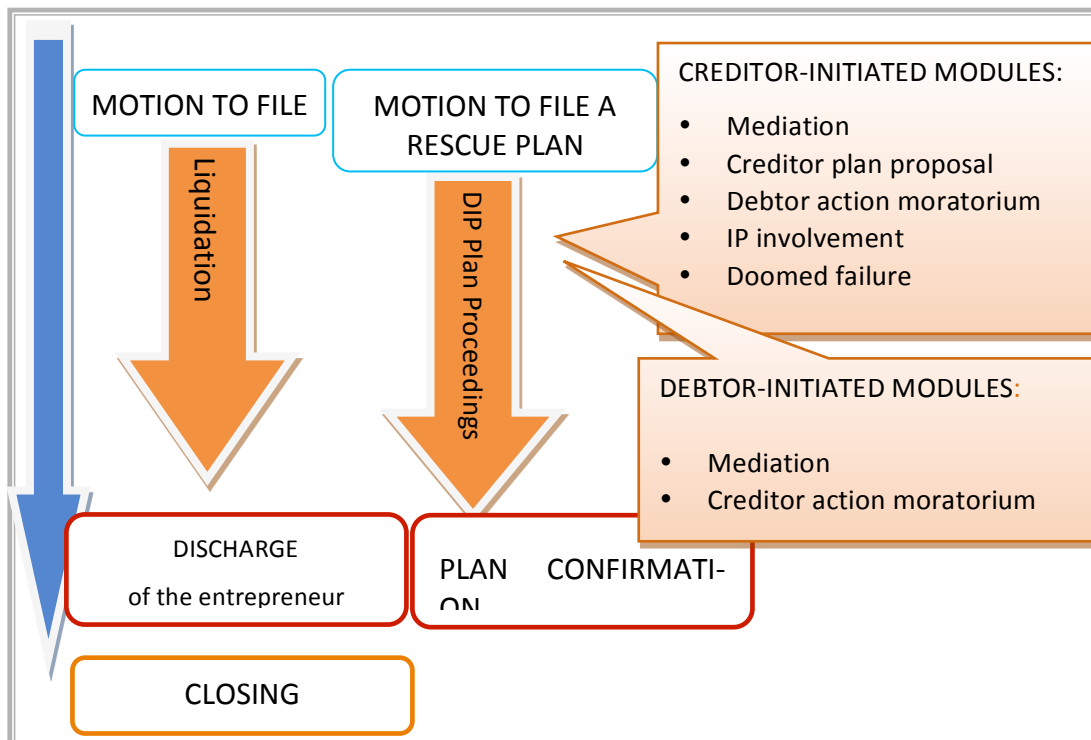 MOTION TO FILE
Liquidation
DISCHARGE
of the entrepreneur
CLOSING
MOTION TO FILE A
RESCUE PLAN
DIP Plan Proceedings
PLAN CONFIRMATI-
ON
CREDITOR-INITIATED MODULES:
• Mediation
• Creditor plan proposal
• Debtor action moratorium
• IP involvement
• Doomed failure
DEBTOR-INITIATED MODULES:
• Mediation
• Creditor action moratorium